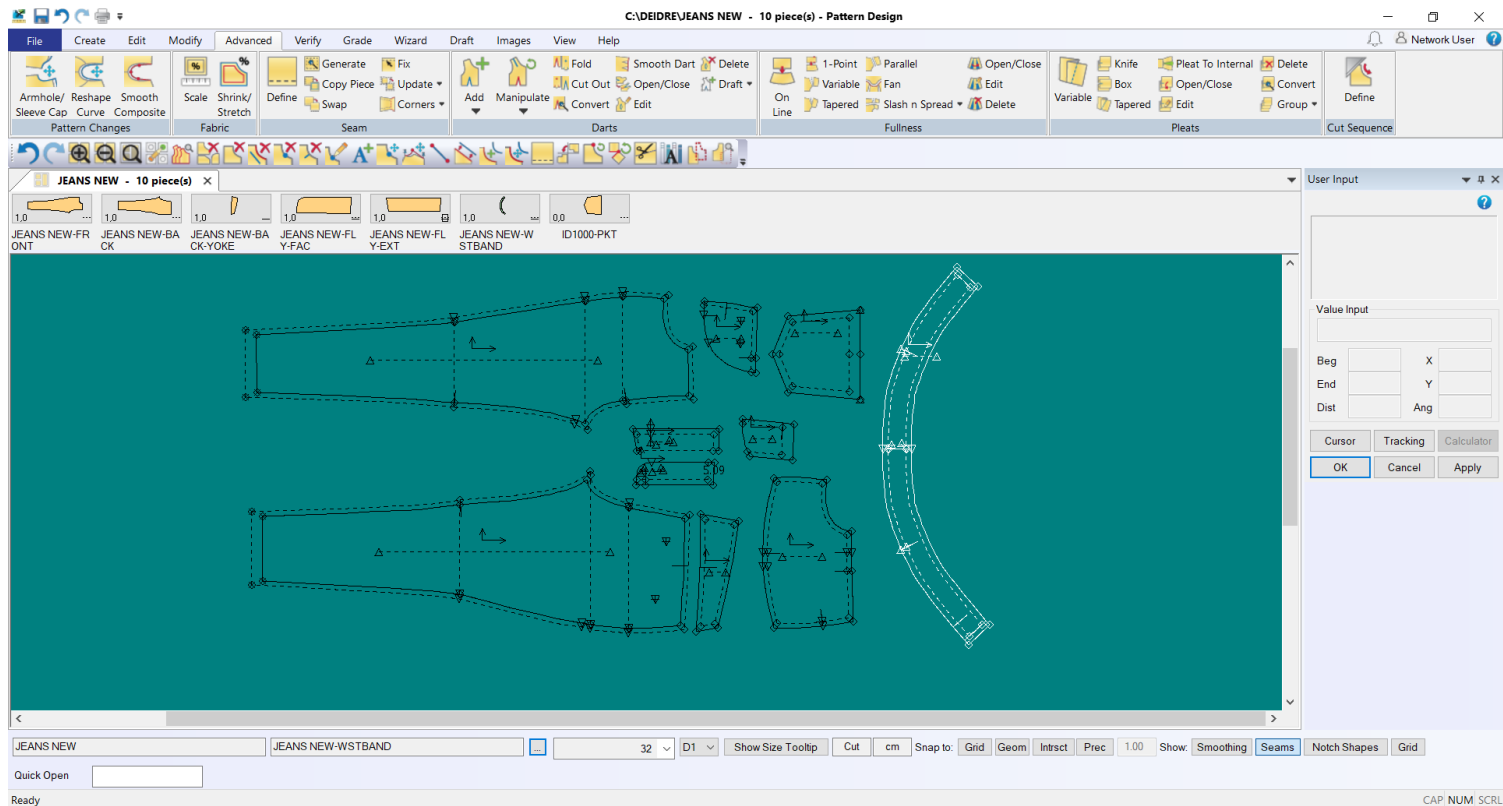 C:\DEIDRE\JEANS NEW - 10 piece(s) - Pattern Design
File Create Edit Modify Advanced Verify Grade Wizard Draft Images View Help Network User
Armhole/ Sleeve Cap
Reshape Curve
Smooth Composite
Pattern Changes
Scale
Shrink/ Stretch
Fabric
Define
Generate Fix
Copy Piece Update
Swap Corners
Seam
Add
Manipulate
Fold Smooth Dart Delete
Cut Out Open/Close Draft
Convert Edit
Darts
On Line
1-Point Parallel Open/Close
Variable Fan Edit
Tapered Slash n Spread Delete
Fullness
Variable
Knife Pleat To Internal Delete
Box Open/Close Convert
Tapered Edit Group
Pleats
Define
Cut Sequence
JEANS NEW - 10 piece(s)
1,0 1,0 1,0 1,0 1,0 1,0 0,0
JEANS NEW-FR
ONT
JEANS NEW-BA
CK
JEANS NEW-BA
CK-YOKE
JEANS NEW-FL
Y-FAC
JEANS NEW-FL
Y-EXT
JEANS NEW-W
STBAND
ID1000-PKT
User Input
Value Input
Beg X
End Y
Dist Ang
Cursor Tracking Calculator
OK Cancel Apply
JEANS NEW JEANS NEW-WSTBAND ... 32 D1 Show Size Tooltip Cut cm Snap to: Grid Geom Intrsct Prec 1.00 Show: Smoothing Seams Notch Shapes Grid
Quick Open
Ready CAP NUM SCRL